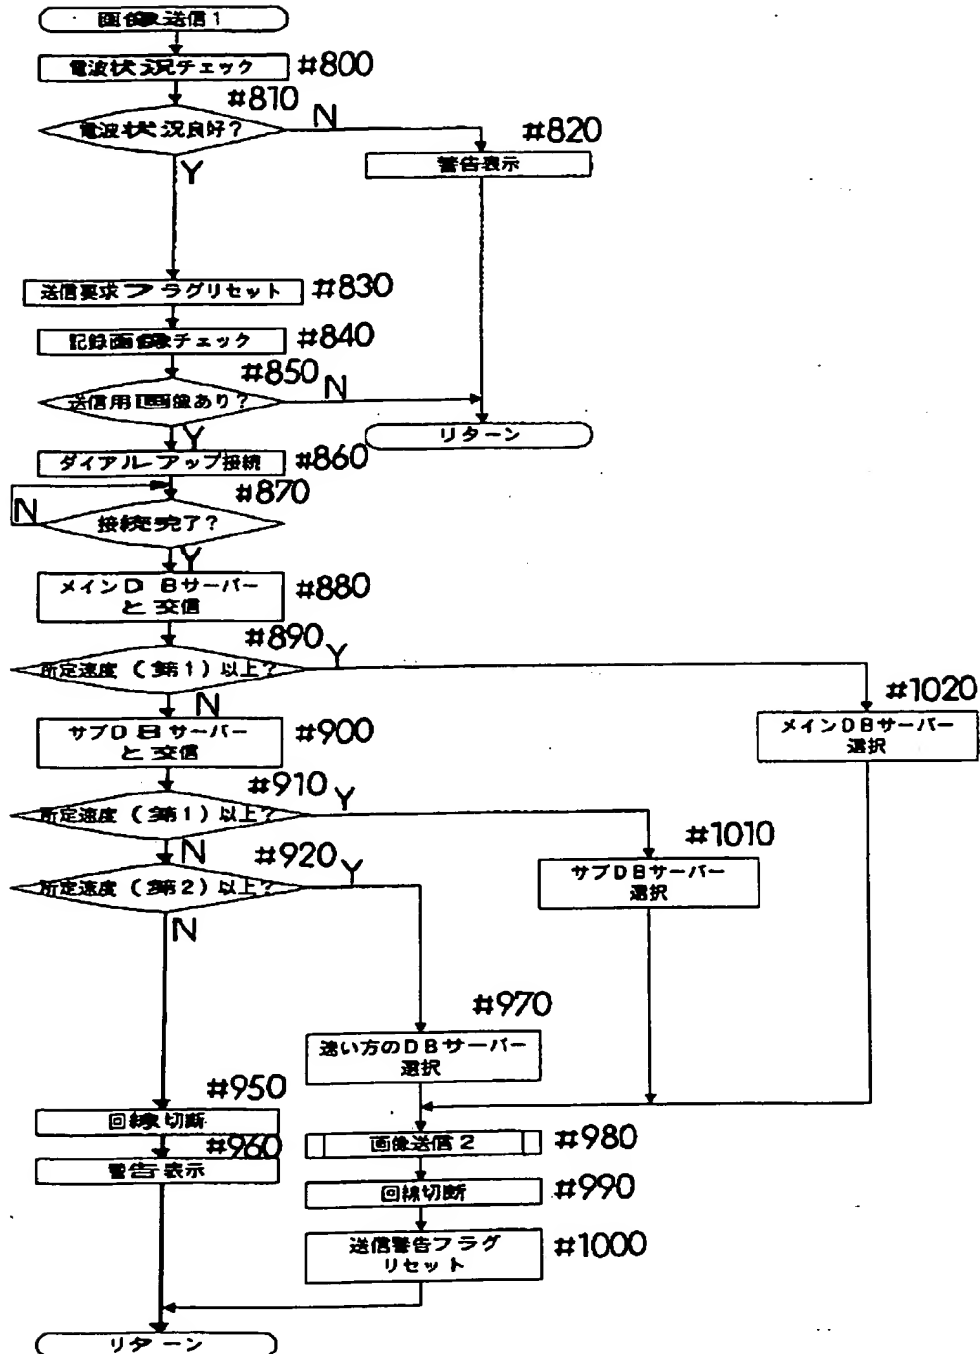 画像送信1
電波状況チェック #800
#810
電波状況良好?
N
#820
警告表示
Y
送信要求フラグリセット #830
記録画像チェック #840
#850
送信用画像あり?
N
リターン
Y
ダイアルーアップ接続 #860
#870
N
接続完了?
Y
メインDBサーバー
と交信
#880
#890
所定速度(第1)以上?
Y
#1020
メインDBサーバー
選択
N
サブDBサーバー
と交信
#900
#910
所定速度(第1)以上?
Y
#1010
サブDBサーバー
選択
N
#920
所定速度(第2)以上?
Y
N
#970
速い方のDBサーバー
選択
#950
回線切断
#960
警告表示
画像送信2 #980
回線切断 #990
送信警告フラグ
リセット
#1000
リターン